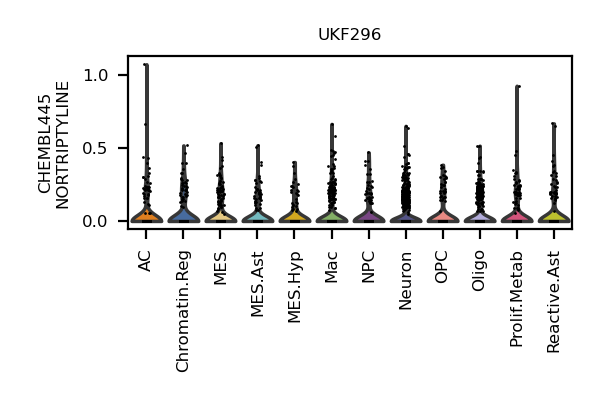 UKF296
CHEMBL445
NORTRIPTYLINE
1.0
0.5
0.0
AC
Chromatin.Reg
MES
MES.Ast
MES.Hyp
Mac
NPC
Neuron
OPC
Oligo
Prolif.Metab
Reactive.Ast